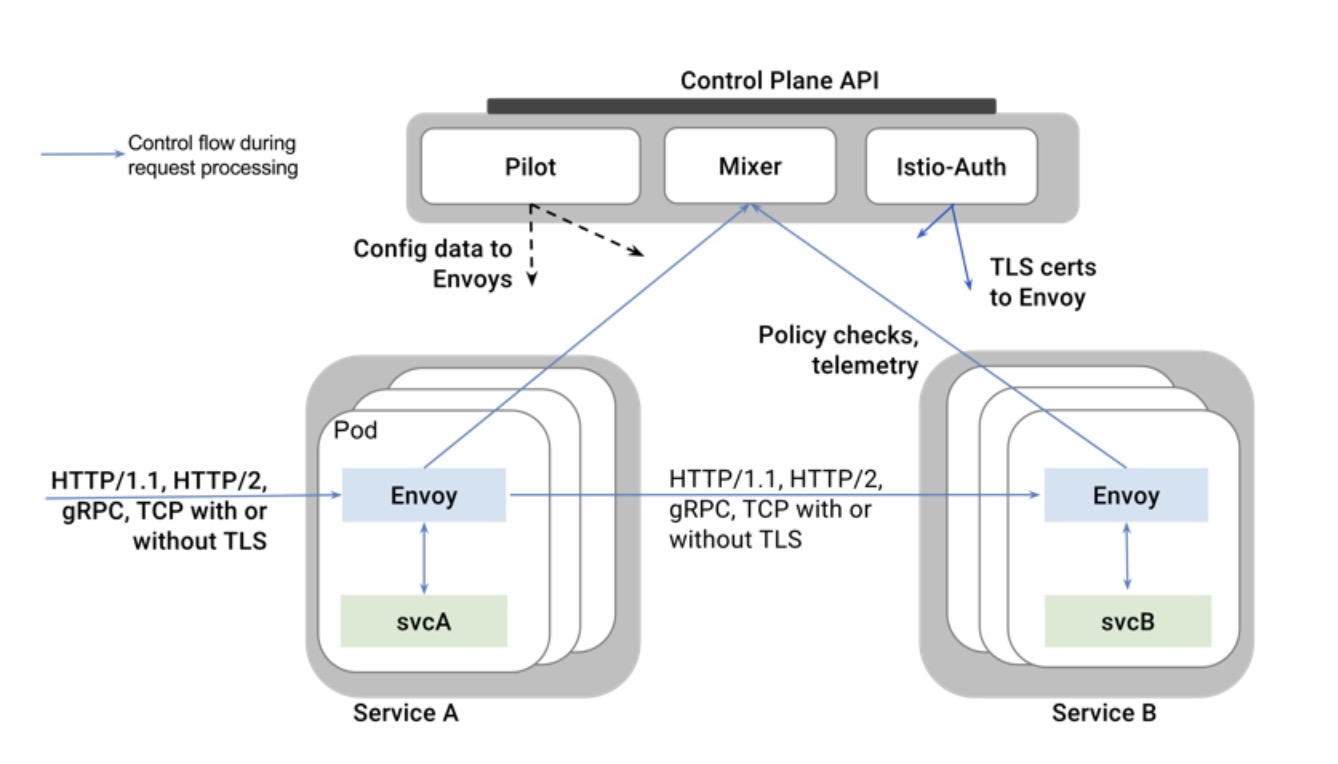 Control Plane API
Control flow during
request processing
Pilot
Mixer
Istio-Auth
Config data to
Envoys
TLS certs
to Envoy
Policy checks,
telemetry
Pod
HTTP/1.1, HTTP/2,
gRPC, TCP with or
without TLS
Envoy
HTTP/1.1, HTTP/2,
gRPC, TCP with or
without TLS
Envoy
svcA
svcB
Service A
Service B